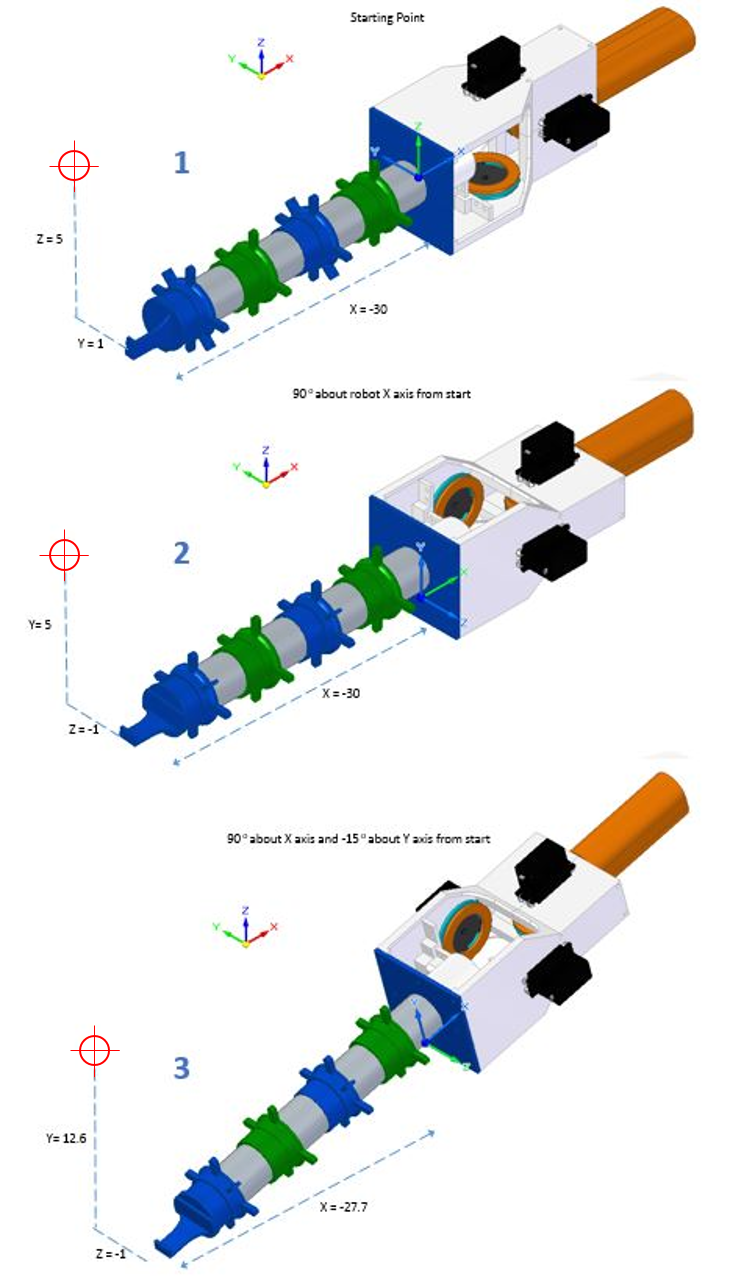 Starting Point
Z
Y X
1
Z
Y X
Z = 5
X = -30
Y = 1
90° about robot X axis from start
Z
Y X
2
Y X
Z
Y= 5
X = -30
Z = -1
90° about X axis and -15° about Y axis from start
Z
Y X
Y X
3
Z
Y= 12.6
X = -27.7
Z = -1